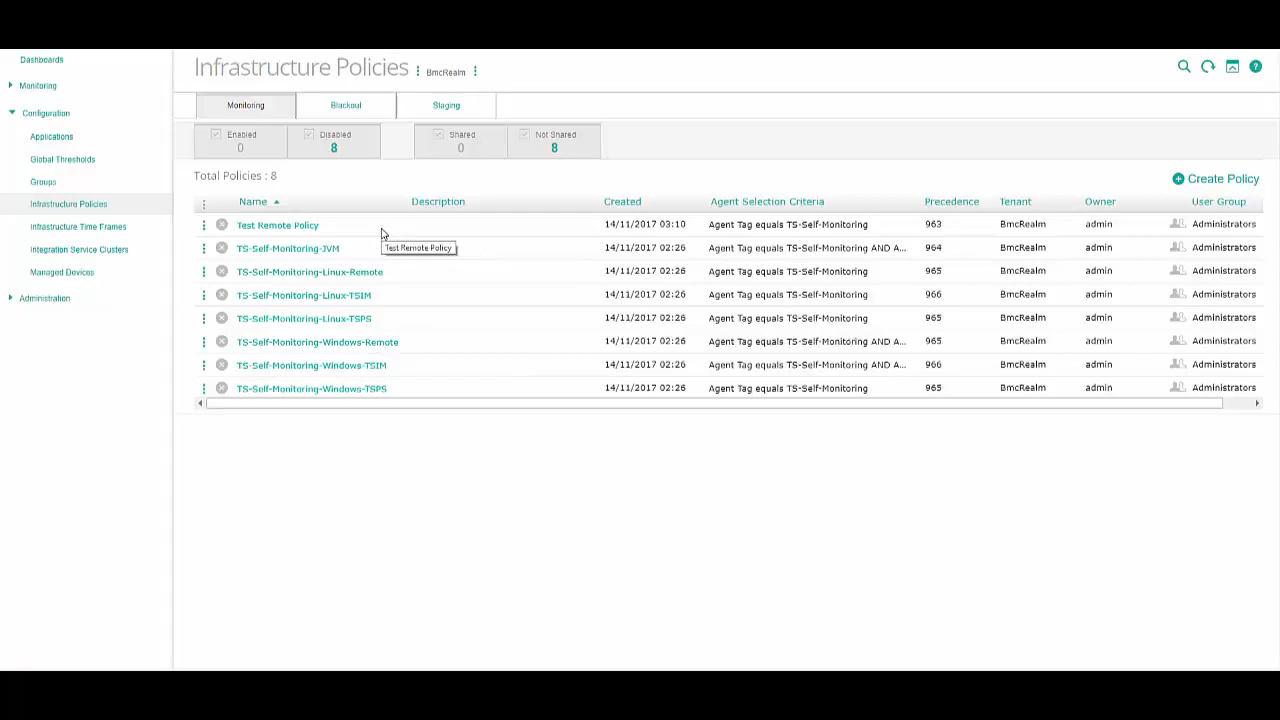 Dashboards
Monitoring
Configuration
Applications
Global Thresholds
Groups
Infrastructure Policies
Infrastructure Time Frames
Integration Service Clusters
Managed Devices
Administration
Infrastructure Policies BmcRealm
Monitoring Blackout Staging
Enabled Disabled Shared Not Shared
0 8 0 8
Total Policies : 8 Create Policy
Name Description Created Agent Selection Criteria Precedence Tenant Owner User Group
Test Remote Policy 14/11/2017 03:10 Agent Tag equals TS-Self-Monitoring 963 BmcRealm admin Administrators
Test Remote Policy
TS-Self-Monitoring-JVM 14/11/2017 02:26 Agent Tag equals TS-Self-Monitoring AND A... 964 BmcRealm admin Administrators
TS-Self-Monitoring-Linux-Remote 14/11/2017 02:26 Agent Tag equals TS-Self-Monitoring 965 BmcRealm admin Administrators
TS-Self-Monitoring-Linux-TSIM 14/11/2017 02:26 Agent Tag equals TS-Self-Monitoring 966 BmcRealm admin Administrators
TS-Self-Monitoring-Linux-TSPS 14/11/2017 02:26 Agent Tag equals TS-Self-Monitoring 965 BmcRealm admin Administrators
TS-Self-Monitoring-Windows-Remote 14/11/2017 02:26 Agent Tag equals TS-Self-Monitoring AND A... 965 BmcRealm admin Administrators
TS-Self-Monitoring-Windows-TSIM 14/11/2017 02:26 Agent Tag equals TS-Self-Monitoring AND A... 966 BmcRealm admin Administrators
TS-Self-Monitoring-Windows-TSPS 14/11/2017 02:26 Agent Tag equals TS-Self-Monitoring 965 BmcRealm admin Administrators